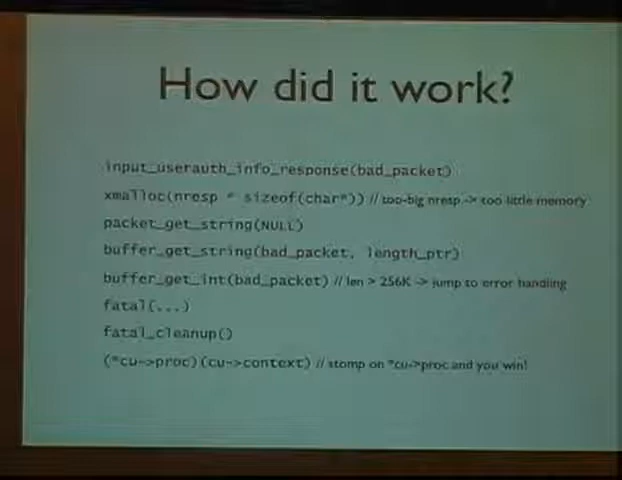 How did it work?
input_userauth_info_response(bad_packet)
xmalloc(nresp * sizeof(char*)) // too-big nresp -> too little memory
packet_get_string(NULL)
buffer_get_string(bad_packet, length_ptr)
buffer_get_int(bad_packet) // len > 256K -> jump to error handling
fatal(...)
fatal_cleanup()
(*cu->proc)(cu->context) // stomp on *cu->proc and you win!